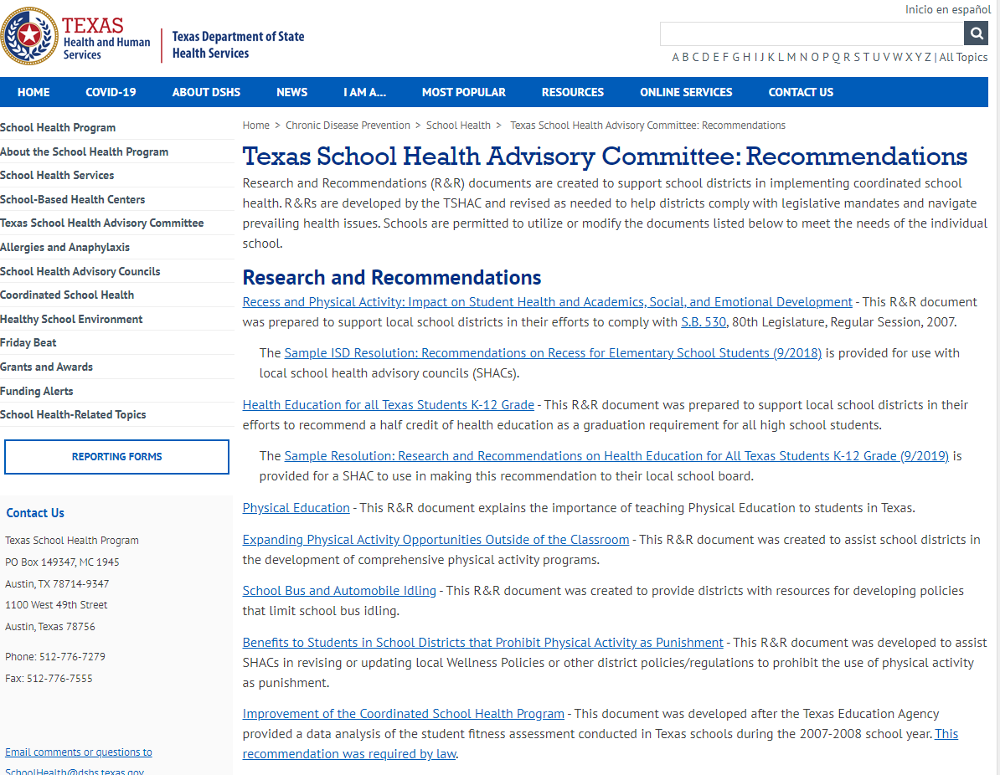 Inicio en español
TEXAS
Health and Human
Services
Texas Department of State
Health Services
A B C D E F G H I J K L M N O P Q R S T U V W X Y Z | All Topics
HOME COVID-19 ABOUT DSHS NEWS I AM A... MOST POPULAR RESOURCES ONLINE SERVICES CONTACT US
School Health Program
About the School Health Program
School Health Services
School-Based Health Centers
Texas School Health Advisory Committee
Allergies and Anaphylaxis
School Health Advisory Councils
Coordinated School Health
Healthy School Environment
Friday Beat
Grants and Awards
Funding Alerts
School Health-Related Topics
REPORTING FORMS
Contact Us
Texas School Health Program
PO Box 149347, MC 1945
Austin, TX 78714-9347
1100 West 49th Street
Austin, Texas 78756
Phone: 512-776-7279
Fax: 512-776-7555
Email comments or questions to
SchoolHealth@dshs.texas.gov
Home > Chronic Disease Prevention > School Health > Texas School Health Advisory Committee: Recommendations
Texas School Health Advisory Committee: Recommendations
Research and Recommendations (R&R) documents are created to support school districts in implementing coordinated school
health. R&Rs are developed by the TSHAC and revised as needed to help districts comply with legislative mandates and navigate
prevailing health issues. Schools are permitted to utilize or modify the documents listed below to meet the needs of the individual
school.
Research and Recommendations
Recess and Physical Activity: Impact on Student Health and Academics, Social, and Emotional Development - This R&R document
was prepared to support local school districts in their efforts to comply with S.B. 530, 80th Legislature, Regular Session, 2007.
The Sample ISD Resolution: Recommendations on Recess for Elementary School Students (9/2018) is provided for use with
local school health advisory councils (SHACs).
Health Education for all Texas Students K-12 Grade - This R&R document was prepared to support local school districts in their
efforts to recommend a half credit of health education as a graduation requirement for all high school students.
The Sample Resolution: Research and Recommendations on Health Education for All Texas Students K-12 Grade (9/2019) is
provided for a SHAC to use in making this recommendation to their local school board.
Physical Education - This R&R document explains the importance of teaching Physical Education to students in Texas.
Expanding Physical Activity Opportunities Outside of the Classroom - This R&R document was created to assist school districts in
the development of comprehensive physical activity programs.
School Bus and Automobile Idling - This R&R document was created to provide districts with resources for developing policies
that limit school bus idling.
Benefits to Students in School Districts that Prohibit Physical Activity as Punishment - This R&R document was developed to assist
SHACs in revising or updating local Wellness Policies or other district policies/regulations to prohibit the use of physical activity
as punishment.
Improvement of the Coordinated School Health Program - This document was developed after the Texas Education Agency
provided a data analysis of the student fitness assessment conducted in Texas schools during the 2007-2008 school year. This
recommendation was required by law.